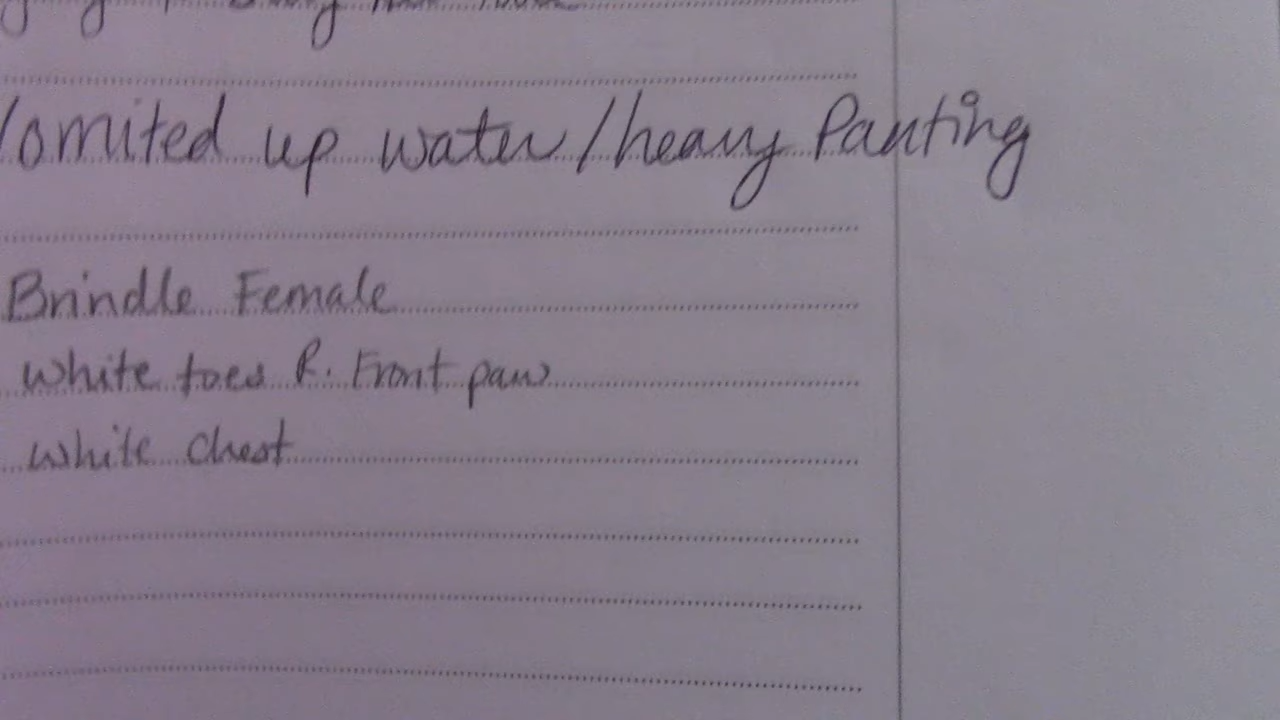 Vomited up water/heavy Panting
Brindle Female
White toes R. Front paw
White Chest